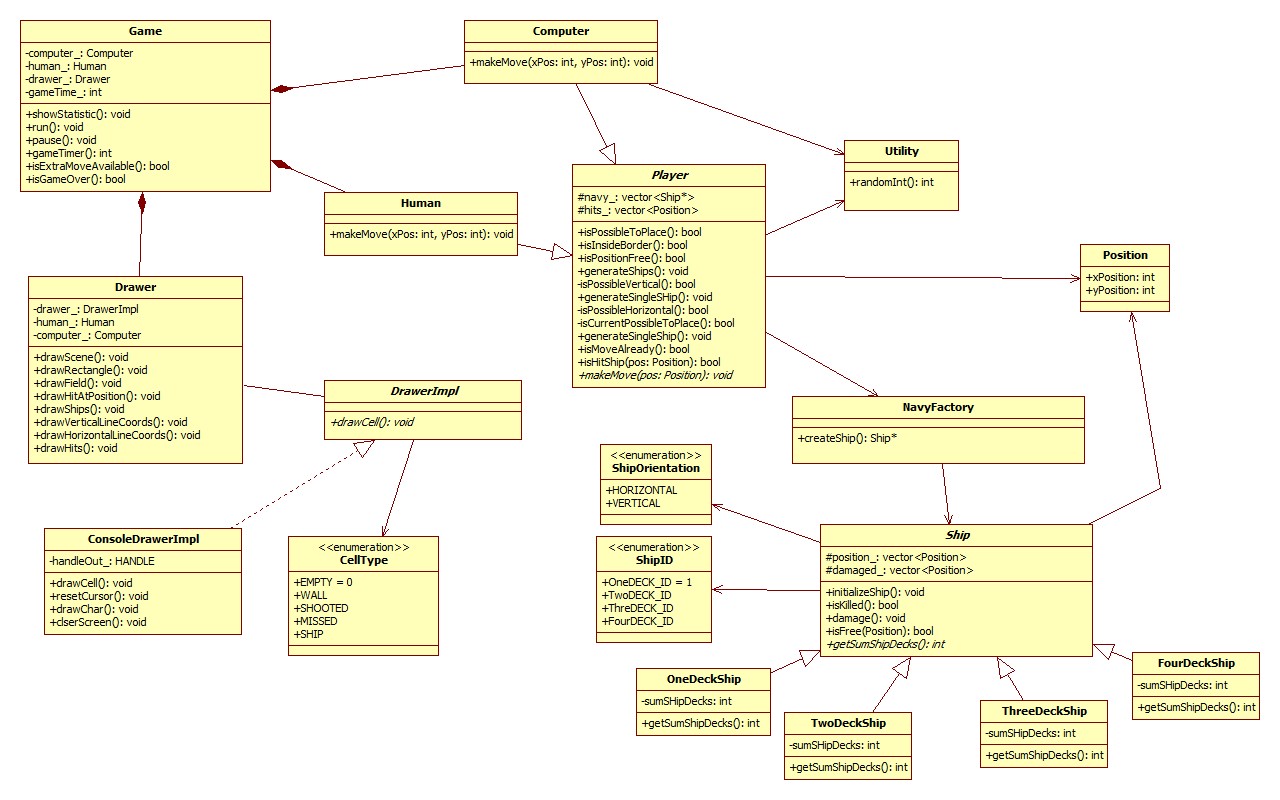 Game
-computer_: Computer
-human_: Human
-drawer_: Drawer
-gameTime_: int
+showStatistic(): void
+run(): void
+pause(): void
+gameTimer(): int
+isExtraMoveAvailable(): bool
+isGameOver(): bool
Computer
+makeMove(xPos: int, yPos: int): void
Utility
+randomInt(): int
Player
#navy_: vector<Ship*>
#hits_: vector<Position>
+isPossibleToPlace(): bool
+isInsideBorder(): bool
+isPositionFree(): bool
+generateShips(): void
-isPossibleVertical(): bool
+generateSingleSHip(): void
-isPossibleHorizontal(): bool
-isCurrentPossibleToPlace(): bool
+generateSingleShip(): void
+isMoveAlready(): bool
+isHitShip(pos: Position): bool
+makeMove(pos: Position): void
Human
+makeMove(xPos: int, yPos: int): void
Position
+xPosition: int
+yPosition: int
Drawer
-drawer_: DrawerImpl
-human_: Human
-computer_: Computer
+drawScene(): void
+drawRectangle(): void
+drawField(): void
+drawHitAtPosition(): void
+drawShips(): void
+drawVerticalLineCoords(): void
+drawHorizontalLineCoords(): void
+drawHits(): void
DrawerImpl
+drawCell(): void
NavyFactory
+createShip(): Ship*
<<enumeration>>
ShipOrientation
+HORIZONTAL
+VERTICAL
ConsoleDrawerImpl
-handleOut_: HANDLE
+drawCell(): void
+resetCursor(): void
+drawChar(): void
+clserScreen(): void
<<enumeration>>
CellType
+EMPTY = 0
+WALL
+SHOOTED
+MISSED
+SHIP
<<enumeration>>
ShipID
+OneDECK_ID = 1
+TwoDECK_ID
+ThreDECK_ID
+FourDECK_ID
Ship
#position_: vector<Position>
#damaged_: vector<Position>
+initializeShip(): void
+isKilled(): bool
+damage(): void
+isFree(Position): bool
+getSumShipDecks(): int
OneDeckShip
-sumSHipDecks: int
+getSumShipDecks(): int
TwoDeckShip
-sumSHipDecks: int
+getSumShipDecks(): int
ThreeDeckShip
-sumSHipDecks: int
+getSumShipDecks(): int
FourDeckShip
-sumSHipDecks: int
+getSumShipDecks(): int